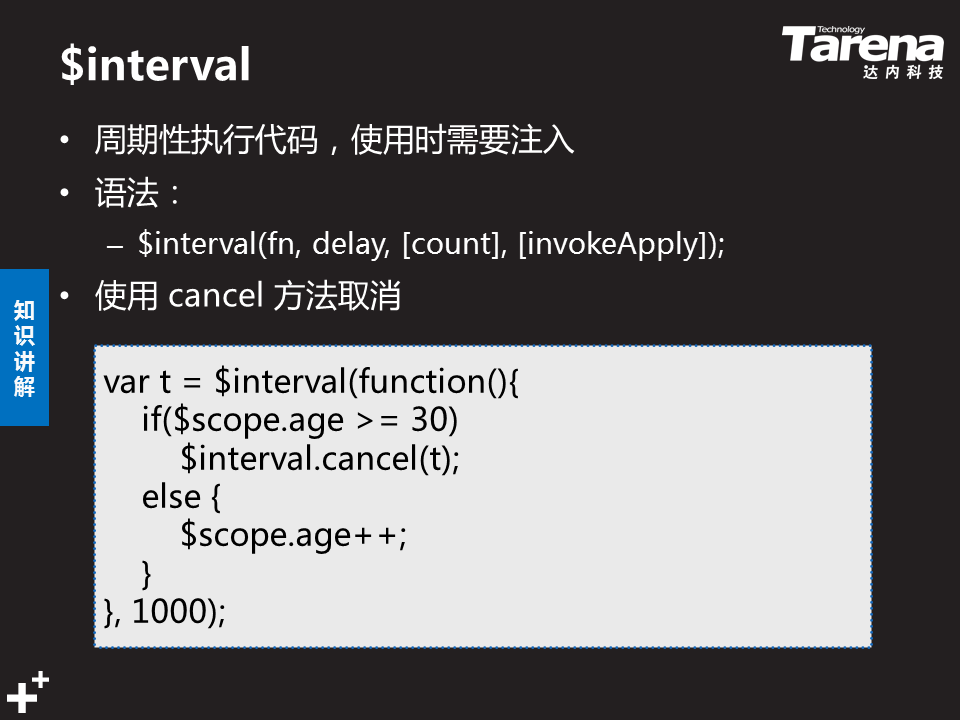 $interval
Technology
Tarena
达内科技
• 周期性执行代码，使用时需要注入
• 语法：
– $interval(fn, delay, [count], [invokeApply]);
• 使用 cancel 方法取消
知识讲解
var t = $interval(function(){
if($scope.age >= 30)
$interval.cancel(t);
else {
$scope.age++;
}
}, 1000);